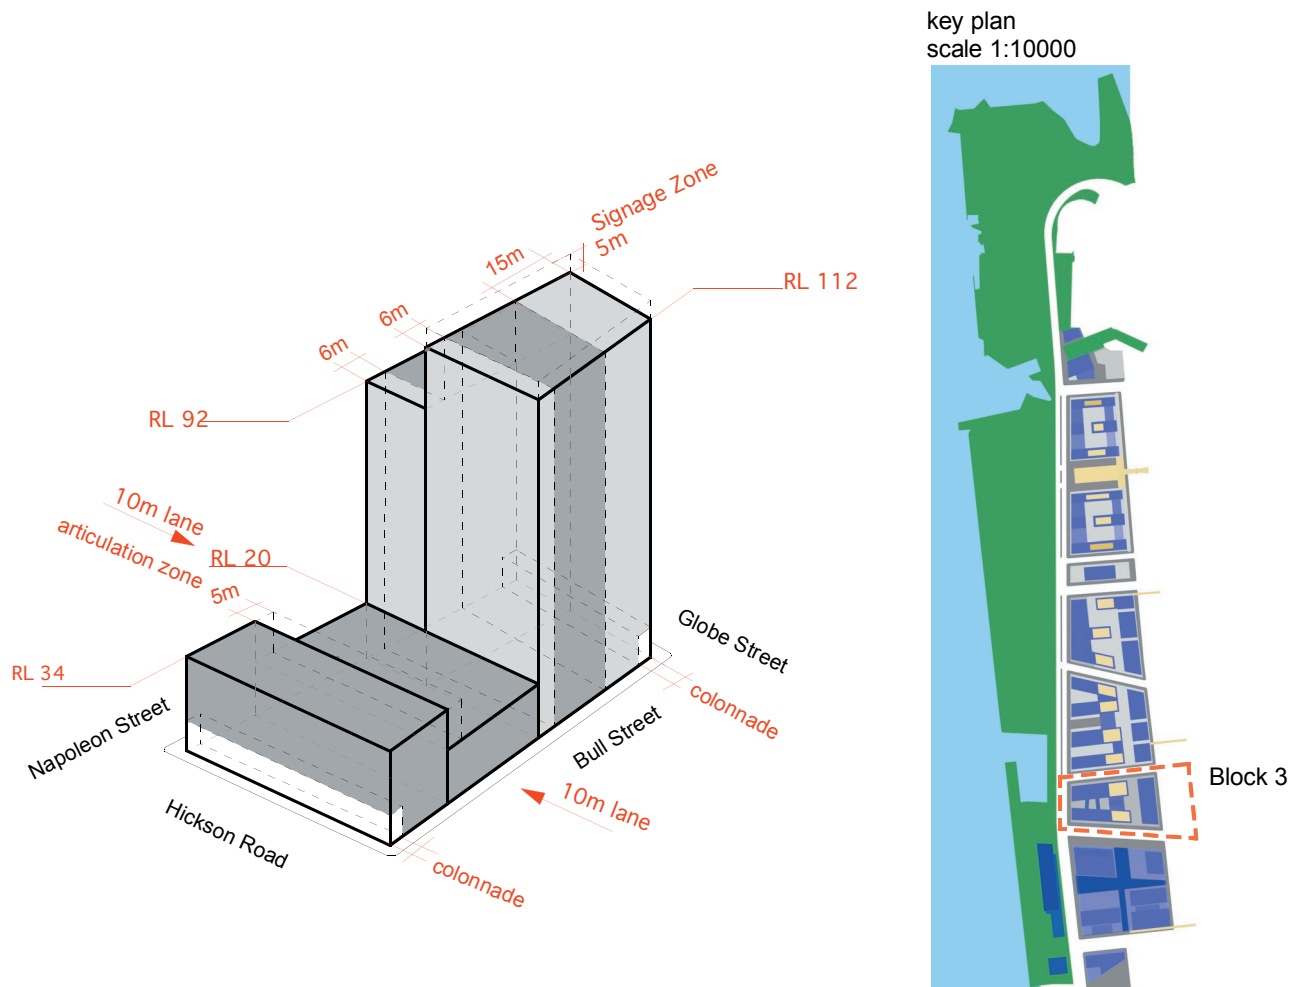 key plan
scale 1:10000
Signage Zone
5m
15m
RL 112
6m
6m
RL 92
10m lane
articulation zone
RL 20
5m
RL 34
Napoleon Street
Hickson Road
colonnade
10m lane
Bull Street
colonnade
Globe Street
Block 3